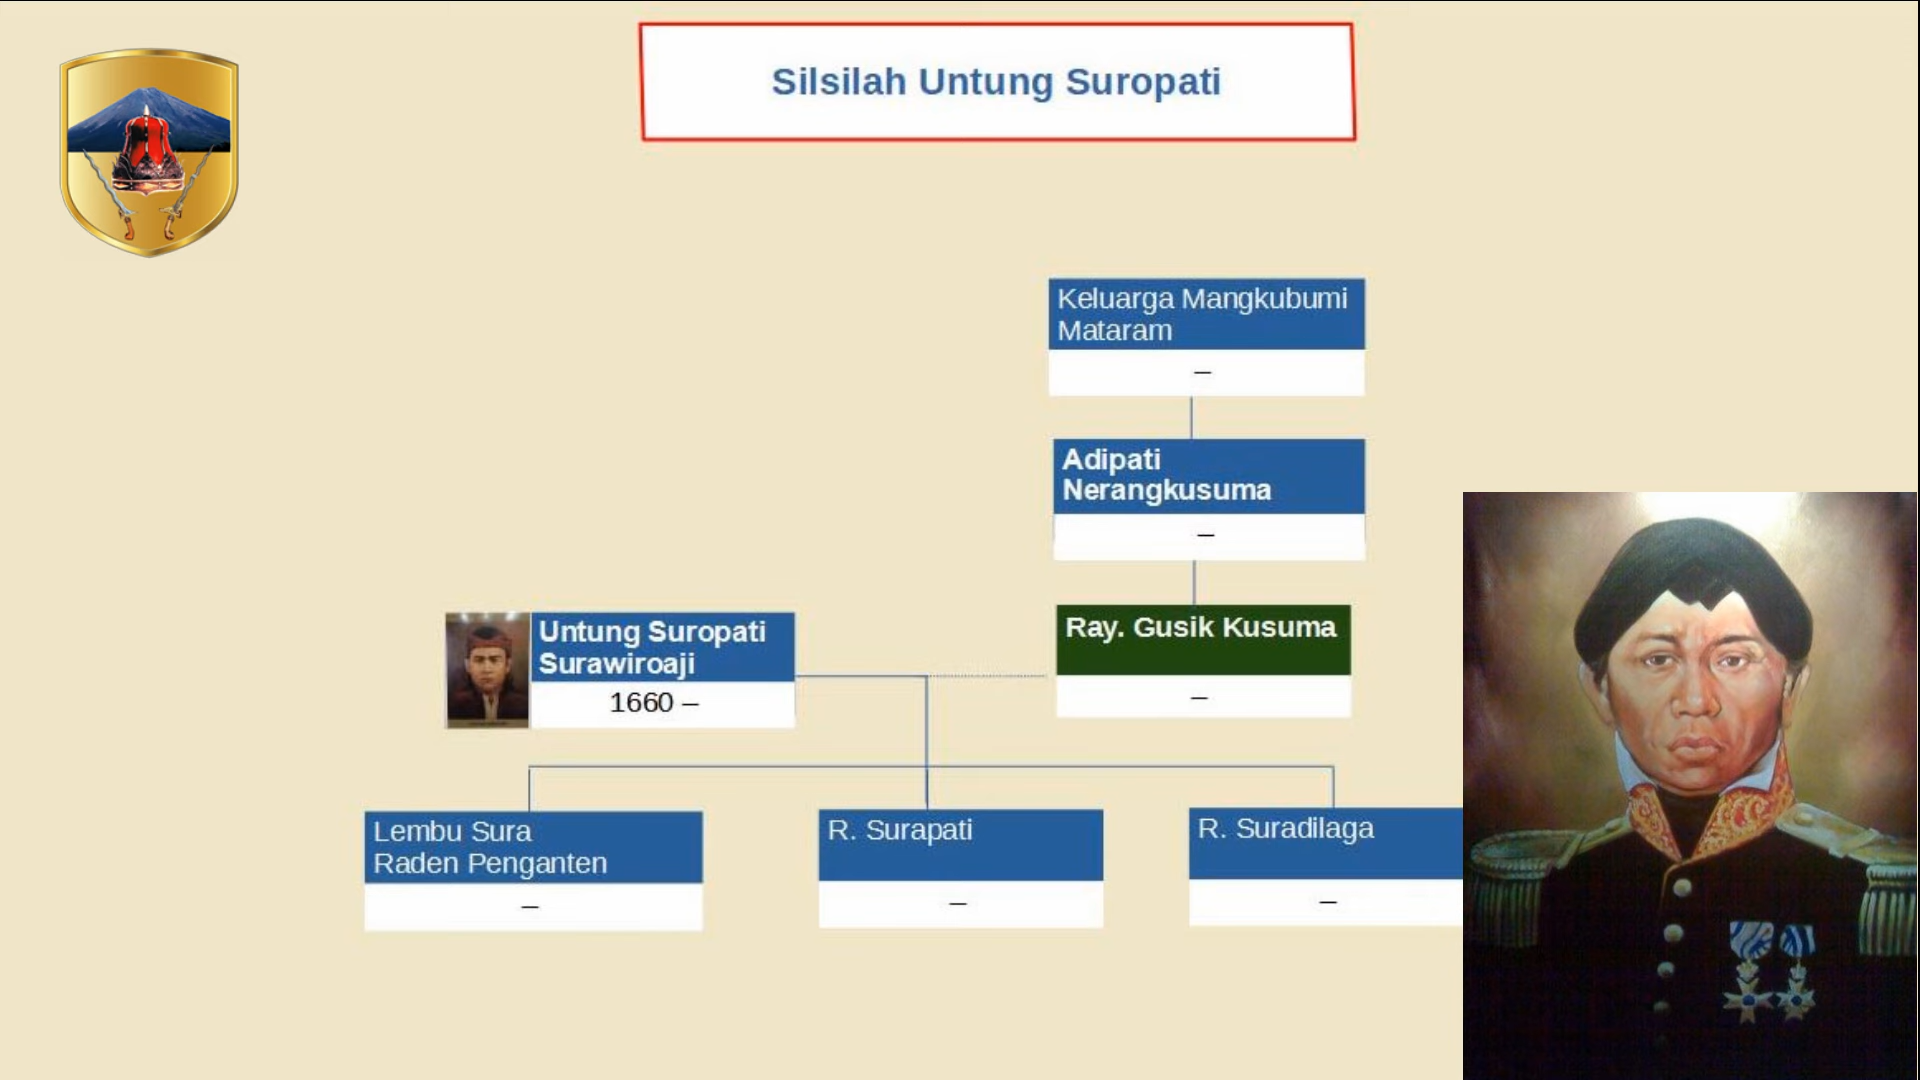 Silsilah Untung Suropati
Keluarga Mangkubumi
Mataram
–
Adipati
Nerangkusuma
–
Untung Suropati
Surawiroaji
1660 –
Ray. Gusik Kusuma
–
Lembu Sura
Raden Penganten
–
R. Surapati
–
R. Suradilaga
–